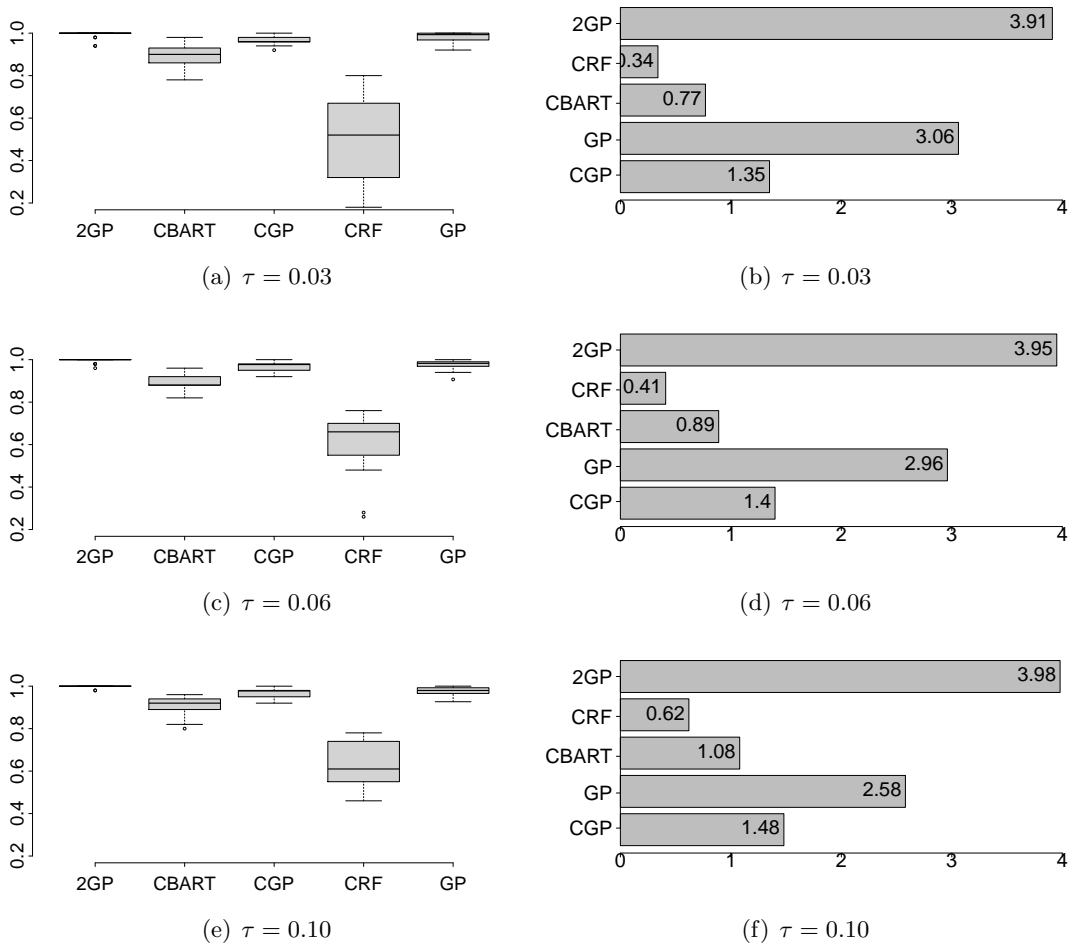 0.2 0.4 0.6 0.8 1.0
2GP CBART CGP CRF GP
(a) τ = 0.03
2GP 3.91
CRF 0.34
CBART 0.77
GP 3.06
CGP 1.35
0 1 2 3 4
(b) τ = 0.03
0.2 0.4 0.6 0.8 1.0
2GP CBART CGP CRF GP
(c) τ = 0.06
2GP 3.95
CRF 0.41
CBART 0.89
GP 2.96
CGP 1.4
0 1 2 3 4
(d) τ = 0.06
0.2 0.4 0.6 0.8 1.0
2GP CBART CGP CRF GP
(e) τ = 0.10
2GP 3.98
CRF 0.62
CBART 1.08
GP 2.58
CGP 1.48
0 1 2 3 4
(f) τ = 0.10